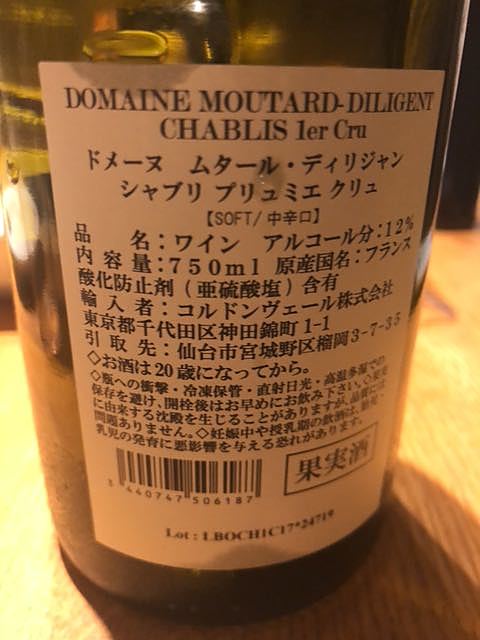 DOMAINE MOUTARD-DILIGENT
CHABLIS 1er Cru
ドメーヌ ムタール・ディリジャン
シャブリ プリュミエ クリュ
【SOFT/中辛口】
品 名：ワイン アルコール分：12%
内容量：750ml 原産国名：フランス
酸化防止剤(亜硫酸塩)含有
輸入者：コルドンヴェール株式会社
東京都千代田区神田錦町1-1
引取先：仙台市宮城野区榴岡3-7-35
◇お酒は20歳になってから。
◇瓶への衝撃・冷凍保管・直射日光・高温多湿での
保存を避け、開栓後はお早めにお飲み下さい。◇果実
に由来する沈殿を生じることがありますが、品質には
問題ありません。◇妊娠中や授乳期の飲酒は、胎児・
乳児の発育に悪影響を与える恐れがあります。
果実酒
3 440747 506187
Lot : LBOCH1C17*24719